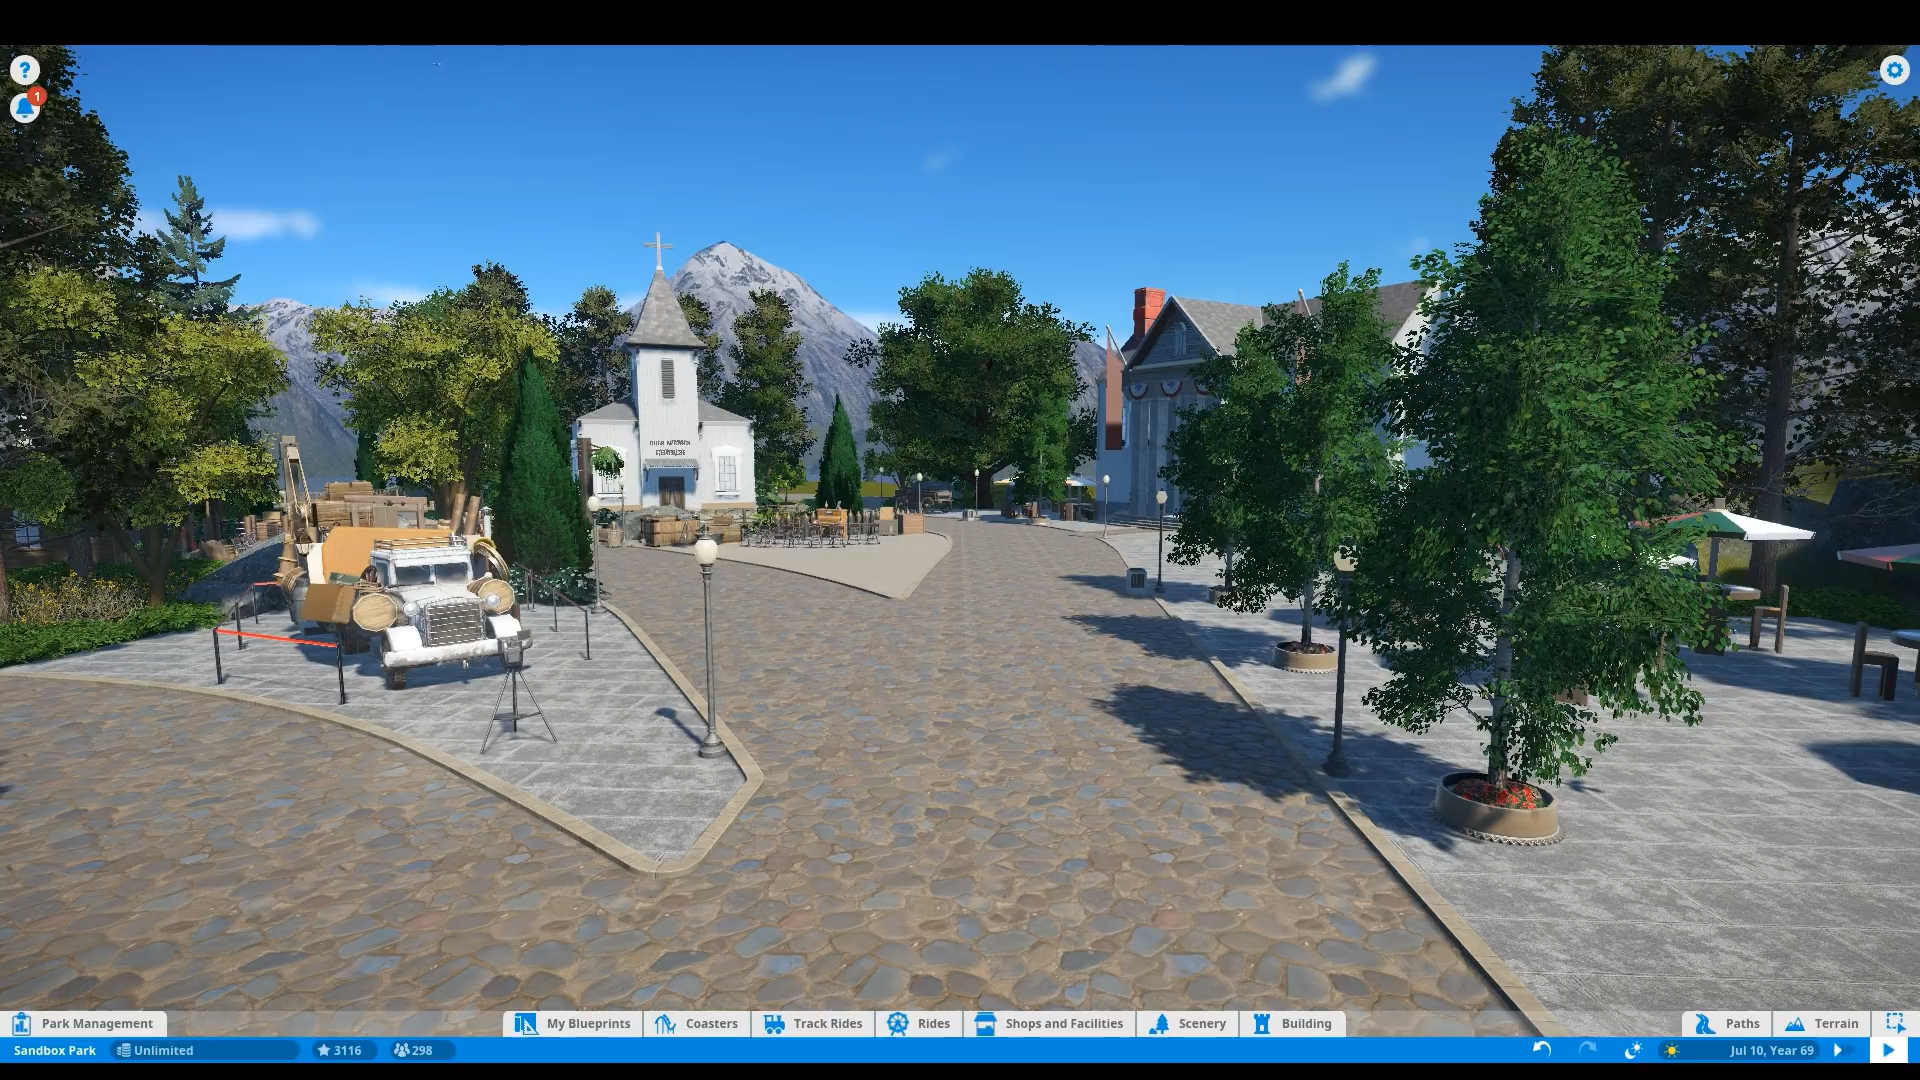 ?
1
Park Management
My Blueprints
Coasters
Track Rides
Rides
Shops and Facilities
Scenery
Building
Paths
Terrain
Sandbox Park
Unlimited
3116
298
Jul 10, Year 69